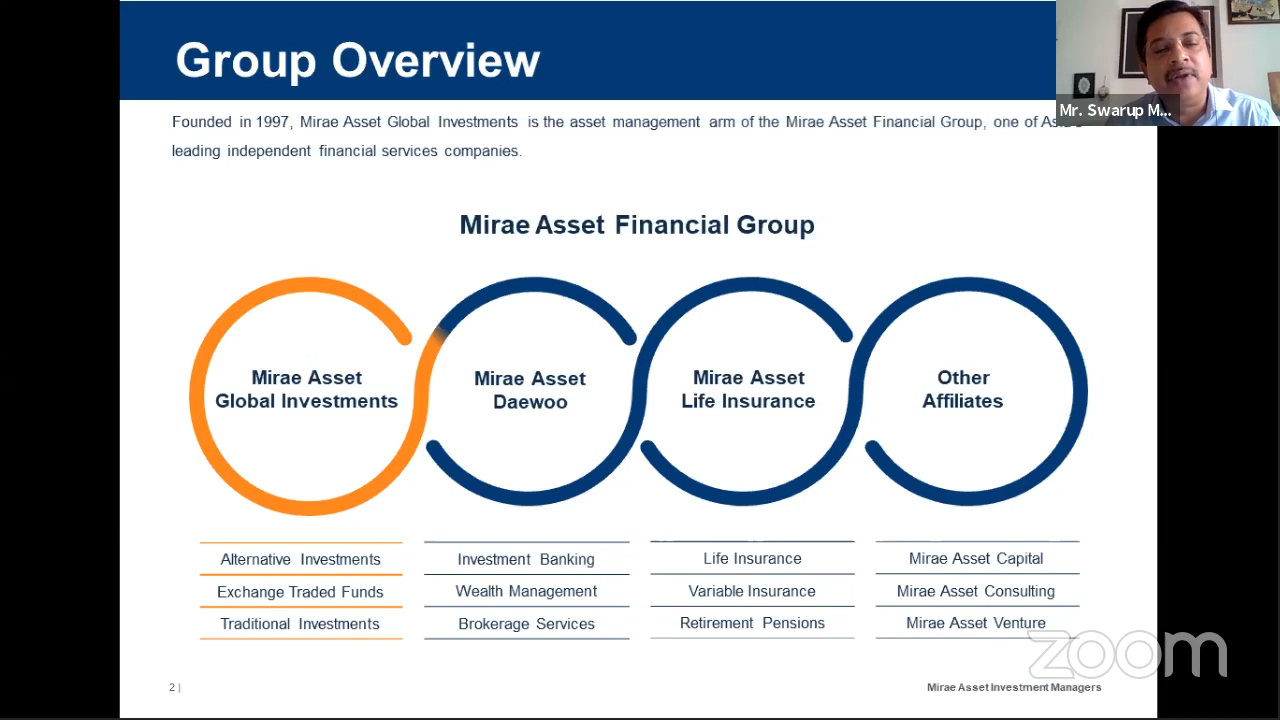 Group Overview
Mr. Swarup M...
Founded in 1997, Mirae Asset Global Investments is the asset management arm of the Mirae Asset Financial Group, one of
leading independent financial services companies.
Mirae Asset Financial Group
Mirae Asset
Global Investments
Mirae Asset
Daewoo
Mirae Asset
Life Insurance
Other
Affiliates
Alternative Investments
Exchange Traded Funds
Traditional Investments
Investment Banking
Wealth Management
Brokerage Services
Life Insurance
Variable Insurance
Retirement Pensions
Mirae Asset Capital
Mirae Asset Consulting
Mirae Asset Venture
zoom
2 |
Mirae Asset Investment Managers